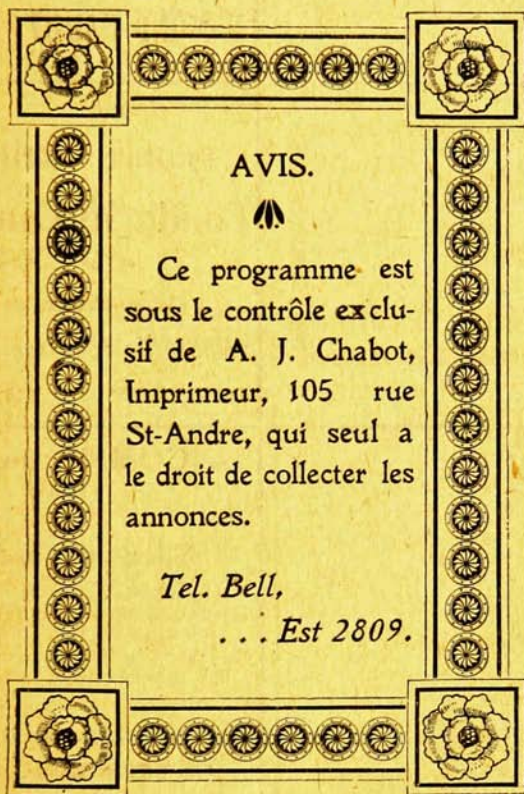 AVIS.
Ce programme est
sous le contrôle exclu-
sif de A. J. Chabot,
Imprimeur, 105 rue
St-Andre, qui seul a
le droit de collecter les
annonces.
Tel. Bell,
. . . Est 2809.